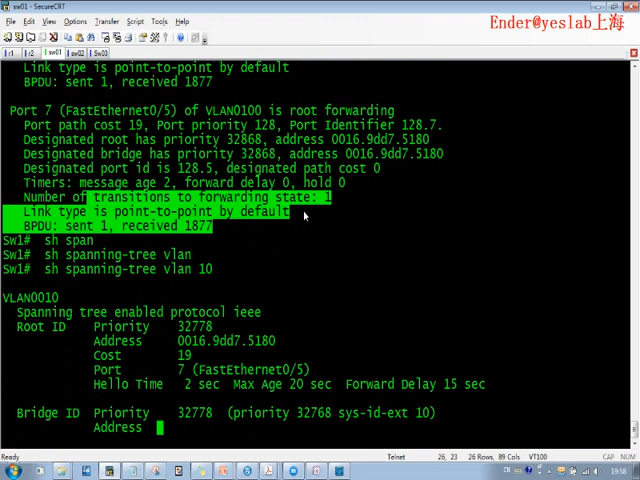 sw01 - SecureCRT
File Edit View Options Transfer Script Tools Help
Ender@yeslab上海
r1 r2 sw01 sw02 Sw03
Link type is point-to-point by default
BPDU: sent 1, received 1877
Port 7 (FastEthernet0/5) of VLAN0100 is root forwarding
Port path cost 19, Port priority 128, Port Identifier 128.7.
Designated root has priority 32868, address 0016.9dd7.5180
Designated bridge has priority 32868, address 0016.9dd7.5180
Designated port id is 128.5, designated path cost 0
Timers: message age 2, forward delay 0, hold 0
Number of transitions to forwarding state: 1
Link type is point-to-point by default
BPDU: sent 1, received 1877
Sw1# sh span
Sw1# sh spanning-tree vlan
Sw1# sh spanning-tree vlan 10
VLAN0010
Spanning tree enabled protocol ieee
Root ID Priority 32778
Address 0016.9dd7.5180
Cost 19
Port 7 (FastEthernet0/5)
Hello Time 2 sec Max Age 20 sec Forward Delay 15 sec
Bridge ID Priority 32778 (priority 32768 sys-id-ext 10)
Address
Ready Telnet 26, 23 26 Rows, 89 Cols VT100 CAP NUM
CN 19:58